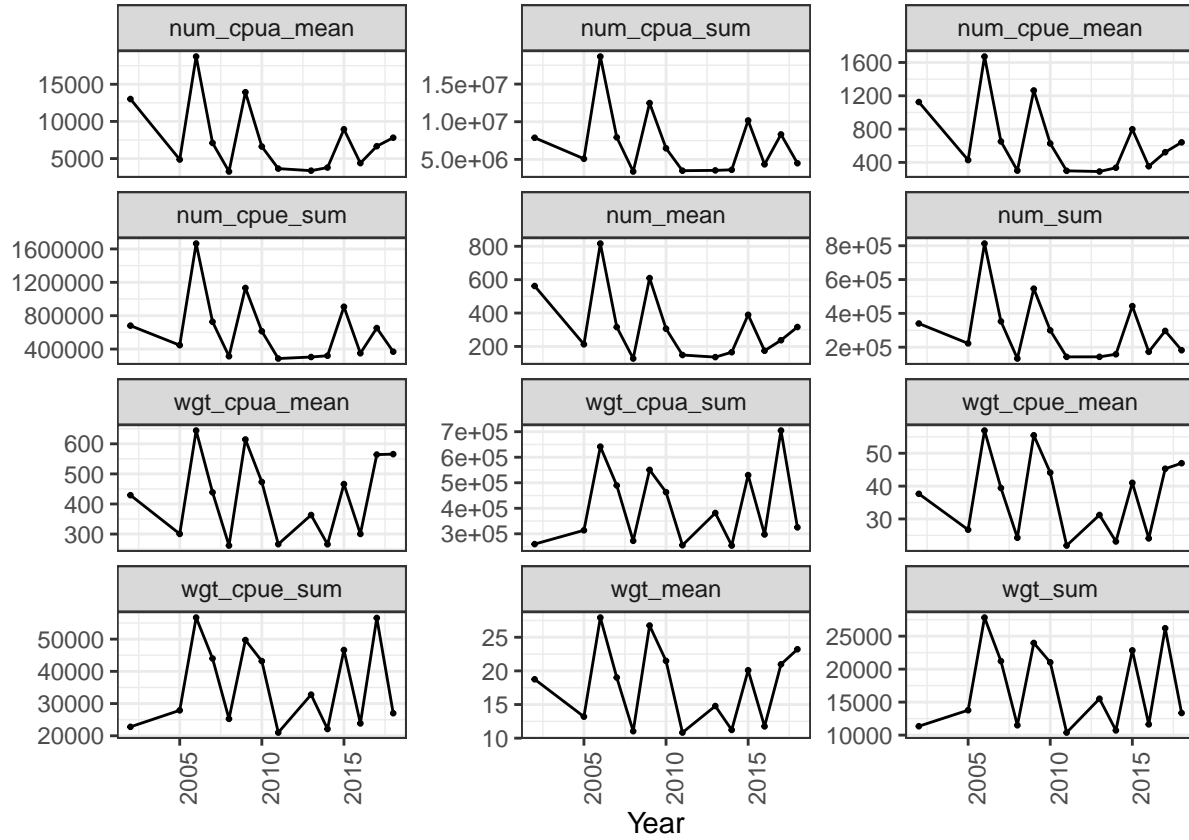 num_cpua_mean
num_cpua_sum
num_cpue_mean
15000
10000
5000
1.5e+07
1.0e+07
5.0e+06
1600
1200
800
400
num_cpue_sum
num_mean
num_sum
1600000
1200000
800000
400000
800
600
400
200
8e+05
6e+05
4e+05
2e+05
wgt_cpua_mean
wgt_cpua_sum
wgt_cpue_mean
600
500
400
300
7e+05
6e+05
5e+05
4e+05
3e+05
50
40
30
wgt_cpue_sum
wgt_mean
wgt_sum
50000
40000
30000
20000
25
20
15
10
25000
20000
15000
10000
2005
2010
2015
2005
2010
2015
2005
2010
2015
Year